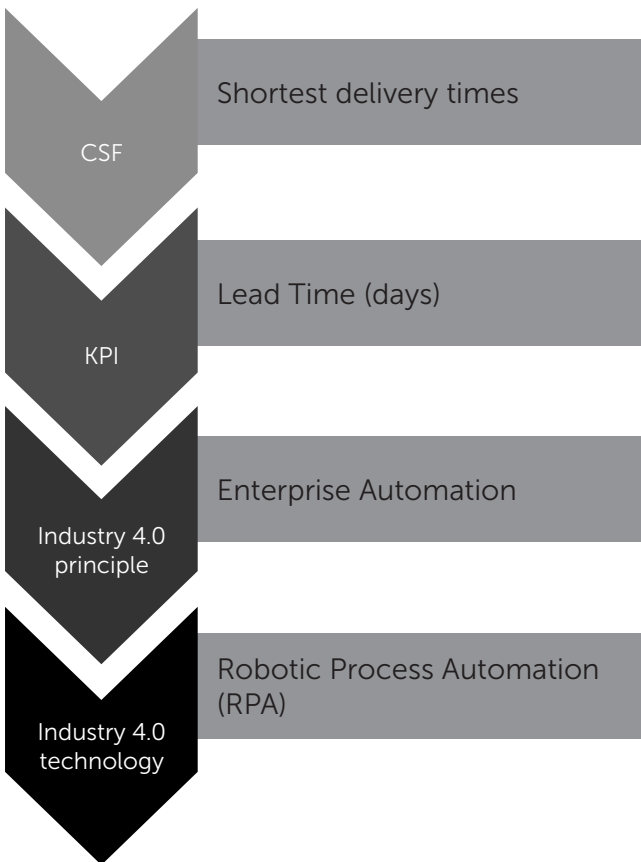 CSF
Shortest delivery times
KPI
Lead Time (days)
Industry 4.0
principle
Enterprise Automation
Industry 4.0
technology
Robotic Process Automation
(RPA)